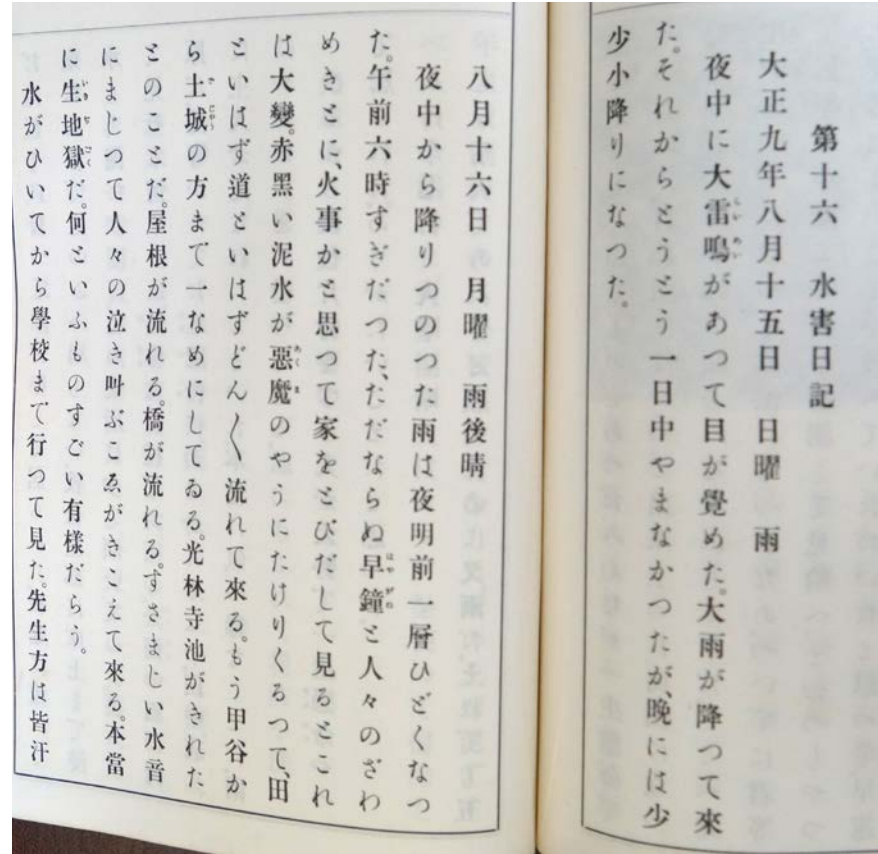 第十六　水害日記
大正九年八月十五日　日曜　雨
夜中に大雷鳴があつて目が覺めた。大雨が降つて來
た。それからとうとう一日中やまなかつたが、晩には少
少小降りになつた。
八月十六日　月曜　雨後晴
夜中から降りつのつた雨は夜明前一層ひどくなつ
た。午前六時すぎだつた、ただならぬ早鐘と人々のざわ
めきとに、火事かと思つて家をとびだして見るとこれ
は大變。赤黑い泥水が惡魔のやうにたけりくるつて、田
といはず道といはずどん〳〵流れて來る。もう甲谷か
ら土城の方まで一なめにしてゐる。光林寺池がきれた
とのことだ。屋根が流れる。橋が流れる。すさまじい水音
にまじつて人々の泣き叫ぶこゑがきこえて來る。本當
に生地獄だ。何といふものすごい有樣だらう。
水がひいてから學校まで行つて見た。先生方は皆汗